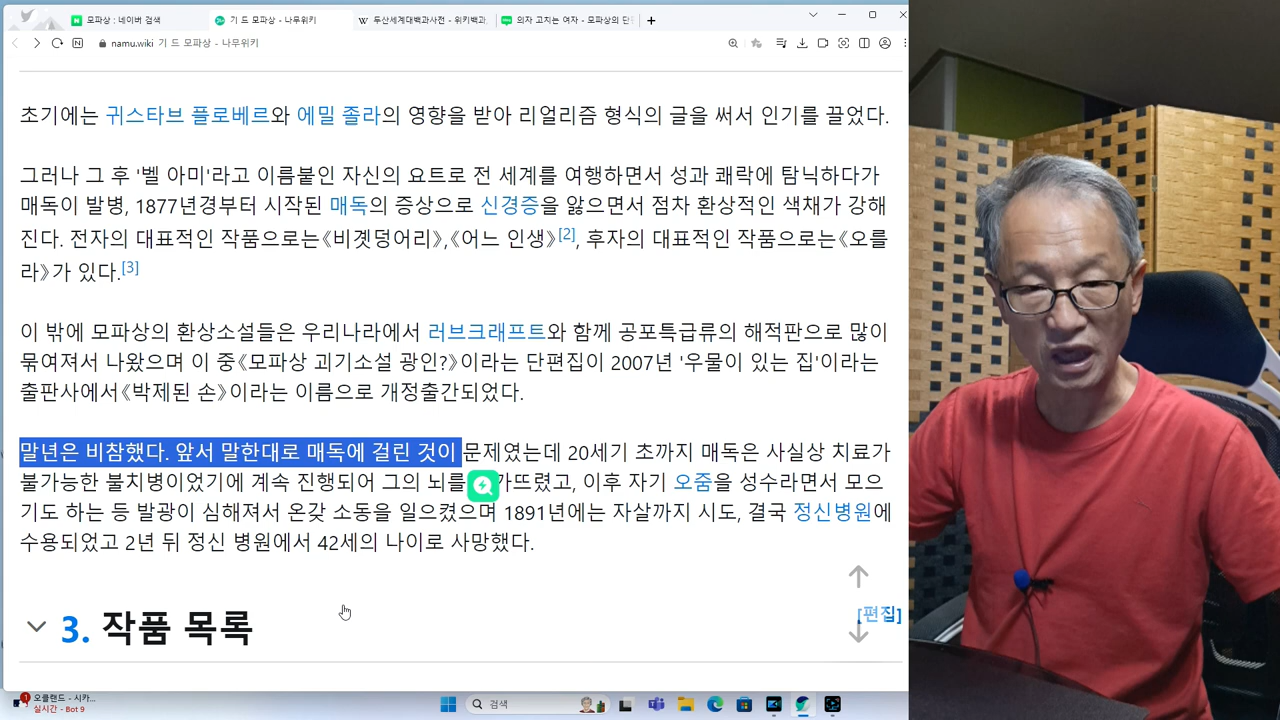 모파상 : 네이버 검색
기 드 모파상 - 나무위키
두산세계대백과사전 - 위키백과
의자 고치는 여자 - 모파상의 단
namu.wiki 기 드 모파상 - 나무위키
초기에는 귀스타브 플로베르와 에밀 졸라의 영향을 받아 리얼리즘 형식의 글을 써서 인기를 끌었다.
그러나 그 후 '벨 아미'라고 이름붙인 자신의 요트로 전 세계를 여행하면서 성과 쾌락에 탐닉하다가
매독이 발병, 1877년경부터 시작된 매독의 증상으로 신경증을 앓으면서 점차 환상적인 색채가 강해
진다. 전자의 대표적인 작품으로는《비곗덩어리》,《어느 인생》[2], 후자의 대표적인 작품으로는《오를
라》가 있다.[3]
이 밖에 모파상의 환상소설들은 우리나라에서 러브크래프트와 함께 공포특급류의 해적판으로 많이
묶여져서 나왔으며 이 중《모파상 괴기소설 광인?》이라는 단편집이 2007년 '우물이 있는 집'이라는
출판사에서《박제된 손》이라는 이름으로 개정출간되었다.
말년은 비참했다. 앞서 말한대로 매독에 걸린 것이 문제였는데 20세기 초까지 매독은 사실상 치료가
불가능한 불치병이었기에 계속 진행되어 그의 뇌를 가뜨렸고, 이후 자기 오줌을 성수라면서 모으
기도 하는 등 발광이 심해져서 온갖 소동을 일으켰으며 1891년에는 자살까지 시도, 결국 정신병원에
수용되었고 2년 뒤 정신 병원에서 42세의 나이로 사망했다.
3. 작품 목록
[편집]
1
오클랜드 - 시카...
실시간 - Bot 9
검색